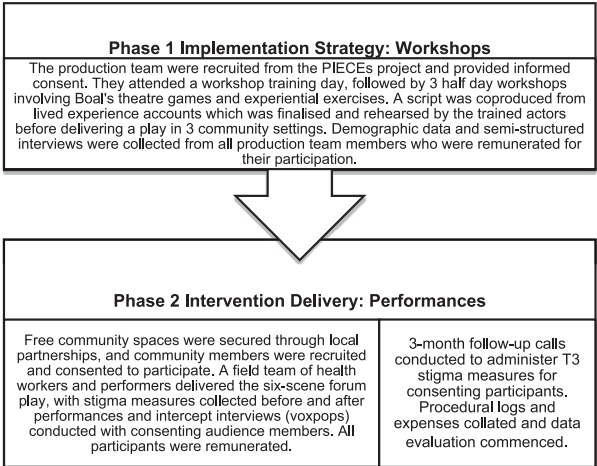 Phase 1 Implementation Strategy: Workshops
The production team were recruited from the PIECEs project and provided informed
consent. They attended a workshop training day, followed by 3 half day workshops
involving Boal's theatre games and experiential exercises. A script was coproduced from
lived experience accounts which was finalised and rehearsed by the trained actors
before delivering a play in 3 community settings. Demographic data and semi-structured
interviews were collected from all production team members who were remunerated for
their participation.
Phase 2 Intervention Delivery: Performances
Free community spaces were secured through local
partnerships, and community members were recruited
and consented to participate. A field team of health
workers and performers delivered the six-scene forum
play, with stigma measures collected before and after
performances and intercept interviews (voxpops)
conducted with consenting audience members. All
participants were remunerated.
3-month follow-up calls
conducted to administer T3
stigma measures for
consenting participants.
Procedural logs and
expenses collated and data
evaluation commenced.